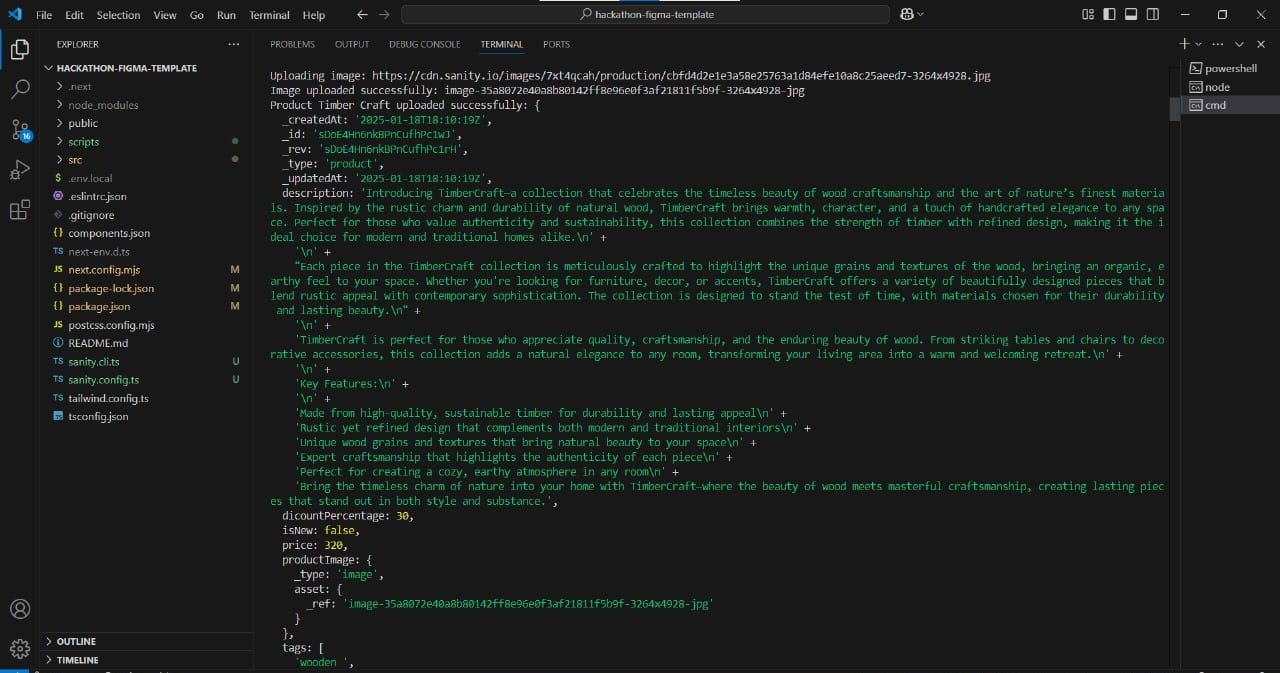 File Edit Selection View Go Run Terminal Help
hackathon-figma-template
EXPLORER
HACKATHON-FIGMA-TEMPLATE
.next
node_modules
public
scripts
src
.env.local
.eslintrc.json
.gitignore
components.json
TS next-env.d.ts
JS next.config.mjs M
package-lock.json M
package.json M
JS postcss.config.mjs
README.md
TS sanity.cli.ts U
TS sanity.config.ts U
TS tailwind.config.ts
tsconfig.json
OUTLINE
TIMELINE
16
PROBLEMS OUTPUT DEBUG CONSOLE TERMINAL PORTS
powershell
node
cmd
Uploading image: https://cdn.sanity.io/images/7xt4qcah/production/cbfd4d2e1e3a58e25763a1d84efe10a8c25aeed7-3264x4928.jpg
Image uploaded successfully: image-35a8072e40a8b80142ff8e96e0f3af21811f5b9f-3264x4928-jpg
Product Timber Craft uploaded successfully: {
_createdAt: '2025-01-18T18:10:19Z',
_id: 'sDoE4Hn6nkBPnCufhPc1wJ',
_rev: 'sDoE4Hn6nkBPnCufhPc1rH',
_type: 'product',
_updatedAt: '2025-01-18T18:10:19Z',
description: 'Introducing TimberCraft—a collection that celebrates the timeless beauty of wood craftsmanship and the art of nature’s finest materia
ls. Inspired by the rustic charm and durability of natural wood, TimberCraft brings warmth, character, and a touch of handcrafted elegance to any spa
ce. Perfect for those who value authenticity and sustainability, this collection combines the strength of timber with refined design, making it the i
deal choice for modern and traditional homes alike.\n' +
'\n' +
"Each piece in the TimberCraft collection is meticulously crafted to highlight the unique grains and textures of the wood, bringing an organic, e
arthy feel to your space. Whether you're looking for furniture, decor, or accents, TimberCraft offers a variety of beautifully designed pieces that b
lend rustic appeal with contemporary sophistication. The collection is designed to stand the test of time, with materials chosen for their durability
and lasting beauty.\n" +
'\n' +
'TimberCraft is perfect for those who appreciate quality, craftsmanship, and the enduring beauty of wood. From striking tables and chairs to deco
rative accessories, this collection adds a natural elegance to any room, transforming your living area into a warm and welcoming retreat.\n' +
'\n' +
'Key Features:\n' +
'\n' +
'Made from high-quality, sustainable timber for durability and lasting appeal\n' +
'Rustic yet refined design that complements both modern and traditional interiors\n' +
'Unique wood grains and textures that bring natural beauty to your space\n' +
'Expert craftsmanship that highlights the authenticity of each piece\n' +
'Perfect for creating a cozy, earthy atmosphere in any room\n' +
'Bring the timeless charm of nature into your home with TimberCraft—where the beauty of wood meets masterful craftsmanship, creating lasting piec
es that stand out in both style and substance.',
dicountPercentage: 30,
isNew: false,
price: 320,
productImage: {
_type: 'image',
asset: {
_ref: 'image-35a8072e40a8b80142ff8e96e0f3af21811f5b9f-3264x4928-jpg'
}
},
tags: [
'wooden ',